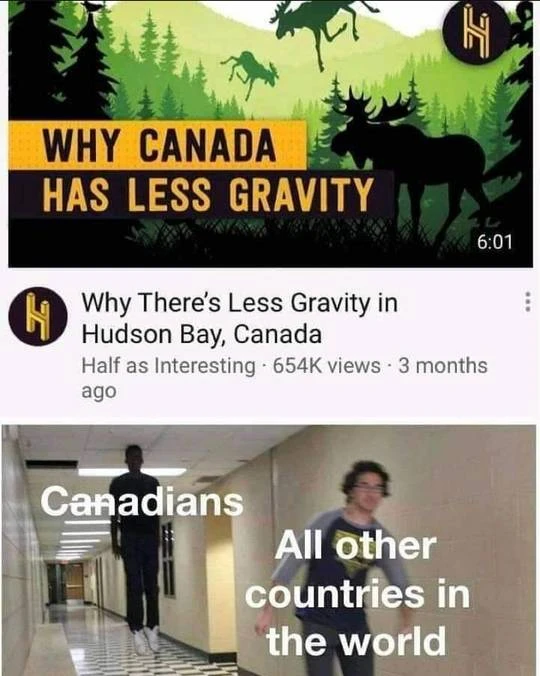 H
WHY CANADA
HAS LESS GRAVITY
6:01
H
Why There's Less Gravity in
Hudson Bay, Canada
Half as Interesting · 654K views · 3 months
ago
Canadians
All other
countries in
the world